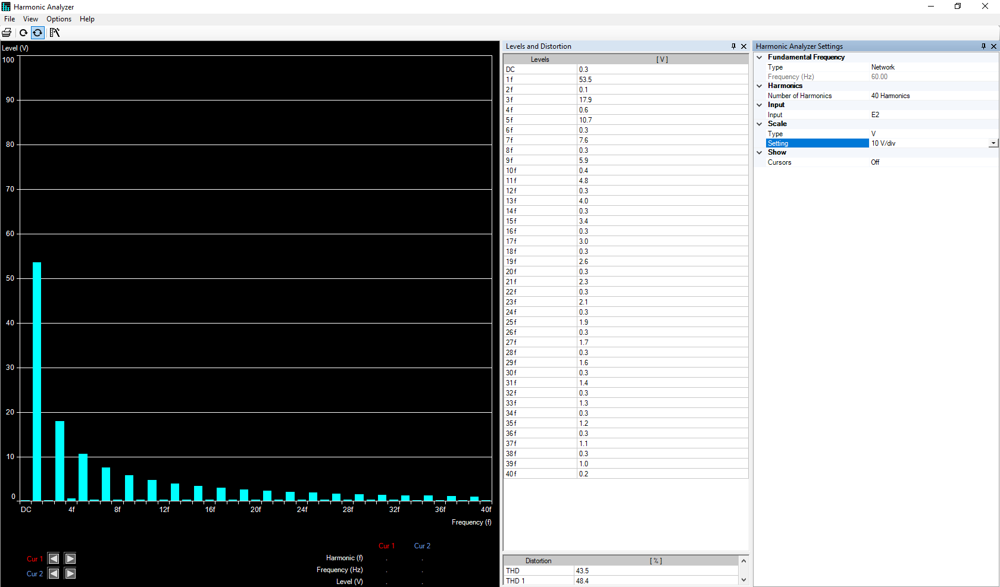 Harmonic Analyzer
File View Options Help
Level (V)
100
90
80
70
60
50
40
30
20
10
0
DC 4f 8f 12f 16f 20f 24f 28f 32f 36f 40f
Frequency (f)
Cur 1 Cur 2
Cur 1
Cur 2
Harmonic (f) . .
Frequency (Hz) . .
Level (V) . .
Levels and Distortion
Levels [ V ]
DC 0.3
1f 53.5
2f 0.1
3f 17.9
4f 0.6
5f 10.7
6f 0.3
7f 7.6
8f 0.3
9f 5.9
10f 0.4
11f 4.8
12f 0.3
13f 4.0
14f 0.3
15f 3.4
16f 0.3
17f 3.0
18f 0.3
19f 2.6
20f 0.3
21f 2.3
22f 0.3
23f 2.1
24f 0.3
25f 1.9
26f 0.3
27f 1.7
28f 0.3
29f 1.6
30f 0.3
31f 1.4
32f 0.3
33f 1.3
34f 0.3
35f 1.2
36f 0.3
37f 1.1
38f 0.3
39f 1.0
40f 0.2
Distortion [ % ]
THD 43.5
THD 1 48.4
Harmonic Analyzer Settings
Fundamental Frequency
Type Network
Frequency (Hz) 60.00
Harmonics
Number of Harmonics 40 Hamonics
Input
Input E2
Scale
Type V
Setting 10 V/div
Show
Cursors Off